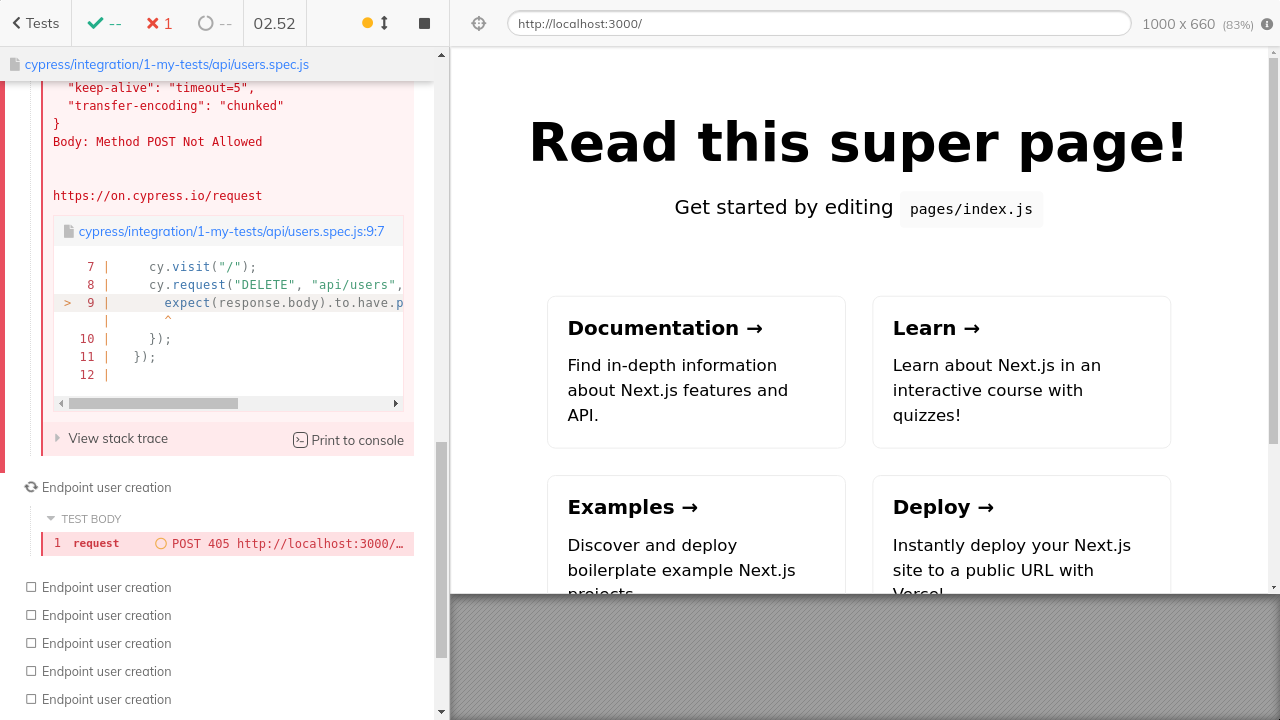 Tests
--
1
--
02.52
http://localhost:3000/
1000 x 660 (83%)
cypress/integration/1-my-tests/api/users.spec.js
"keep-alive": "timeout=5",
"transfer-encoding": "chunked"
}
Body: Method POST Not Allowed
https://on.cypress.io/request
cypress/integration/1-my-tests/api/users.spec.js:9:7
7 | cy.visit("/");
8 | cy.request("DELETE", "api/users",
> 9 | expect(response.body).to.have.p
| ^
10 | });
11 | });
12 |
View stack trace
Print to console
Endpoint user creation
TEST BODY
1 request POST 405 http://localhost:3000/…
Endpoint user creation
Endpoint user creation
Endpoint user creation
Endpoint user creation
Endpoint user creation
Read this super page!
Get started by editing pages/index.js
Documentation →
Find in-depth information
about Next.js features and
API.
Learn →
Learn about Next.js in an
interactive course with
quizzes!
Examples →
Discover and deploy
boilerplate example Next.js
projects.
Deploy →
Instantly deploy your Next.js
site to a public URL with
Vercel.